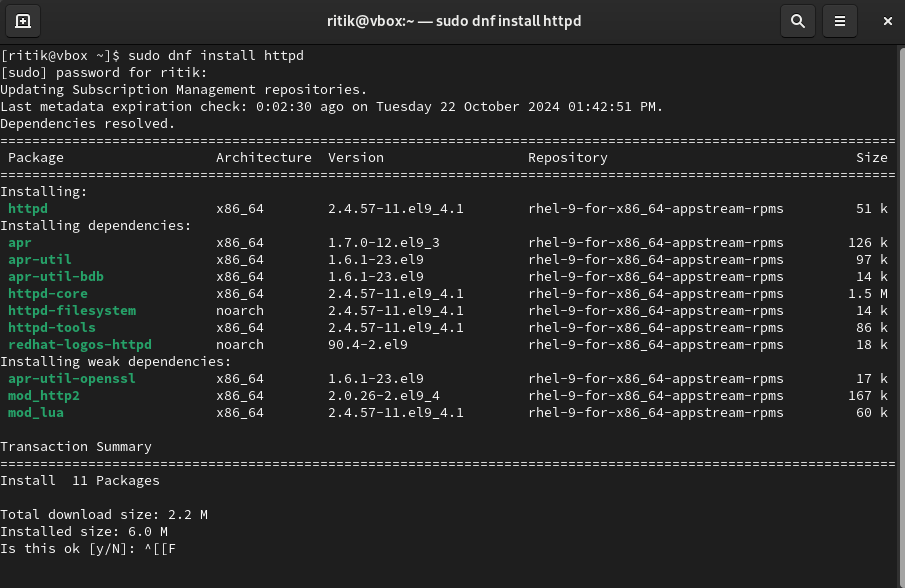 ritik@vbox:~ — sudo dnf install httpd
[ritik@vbox ~]$ sudo dnf install httpd
[sudo] password for ritik:
Updating Subscription Management repositories.
Last metadata expiration check: 0:02:30 ago on Tuesday 22 October 2024 01:42:51 PM.
Dependencies resolved.
================================================================================================================
 Package                   Architecture  Version                  Repository                               Size
================================================================================================================
Installing:
 httpd                     x86_64        2.4.57-11.el9_4.1        rhel-9-for-x86_64-appstream-rpms         51 k
Installing dependencies:
 apr                       x86_64        1.7.0-12.el9_3           rhel-9-for-x86_64-appstream-rpms        126 k
 apr-util                  x86_64        1.6.1-23.el9             rhel-9-for-x86_64-appstream-rpms         97 k
 apr-util-bdb              x86_64        1.6.1-23.el9             rhel-9-for-x86_64-appstream-rpms         14 k
 httpd-core                x86_64        2.4.57-11.el9_4.1        rhel-9-for-x86_64-appstream-rpms        1.5 M
 httpd-filesystem          noarch        2.4.57-11.el9_4.1        rhel-9-for-x86_64-appstream-rpms         14 k
 httpd-tools               x86_64        2.4.57-11.el9_4.1        rhel-9-for-x86_64-appstream-rpms         86 k
 redhat-logos-httpd        noarch        90.4-2.el9               rhel-9-for-x86_64-appstream-rpms         18 k
Installing weak dependencies:
 apr-util-openssl          x86_64        1.6.1-23.el9             rhel-9-for-x86_64-appstream-rpms         17 k
 mod_http2                 x86_64        2.0.26-2.el9_4           rhel-9-for-x86_64-appstream-rpms        167 k
 mod_lua                   x86_64        2.4.57-11.el9_4.1        rhel-9-for-x86_64-appstream-rpms         60 k
Transaction Summary
================================================================================================================
Install  11 Packages
Total download size: 2.2 M
Installed size: 6.0 M
Is this ok [y/N]: ^[[F